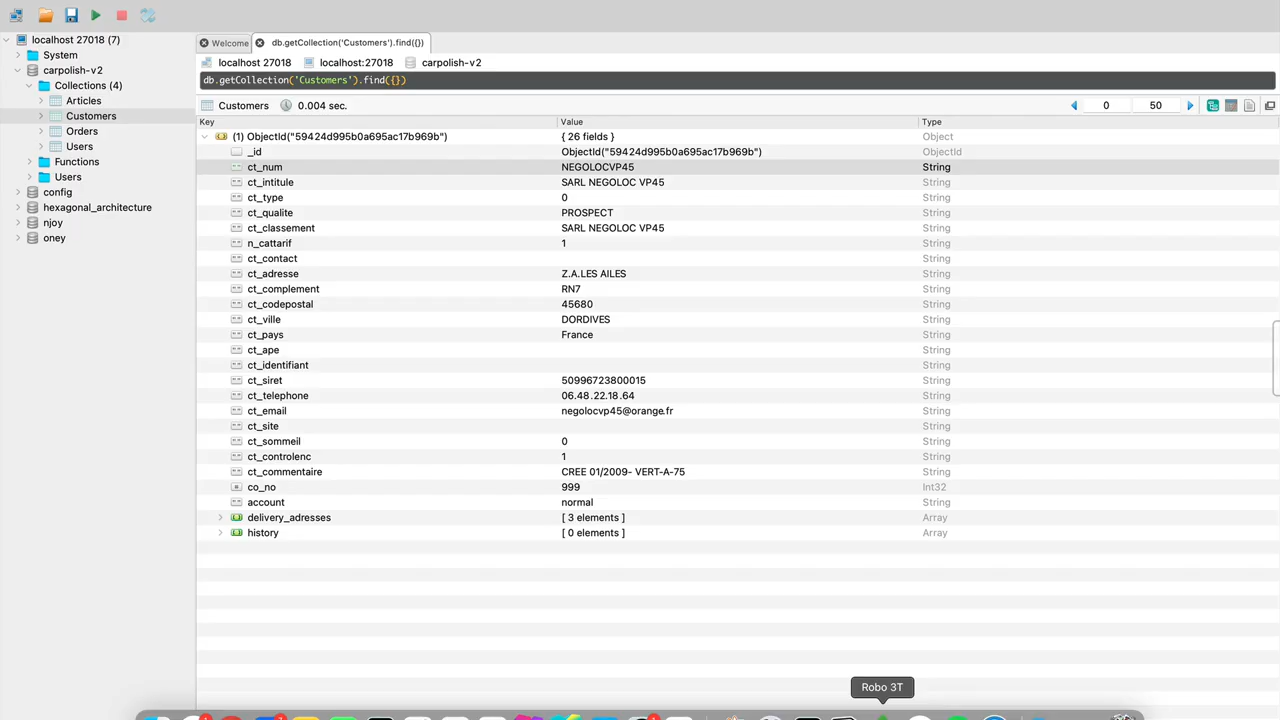 localhost 27018 (7)
System
carpolish-v2
Collections (4)
Articles
Customers
Orders
Users
Functions
Users
config
hexagonal_architecture
njoy
oney
Welcome
db.getCollection('Customers').find({})
localhost 27018 localhost:27018 carpolish-v2
db.getCollection('Customers').find({})
Customers 0.004 sec. 0 50
Key Value Type
(1) ObjectId("59424d995b0a695ac17b969b") { 26 fields } Object
_id ObjectId("59424d995b0a695ac17b969b") ObjectId
ct_num NEGOLOCVP45 String
ct_intitule SARL NEGOLOC VP45 String
ct_type 0 String
ct_qualite PROSPECT String
ct_classement SARL NEGOLOC VP45 String
n_cattarif 1 String
ct_contact String
ct_adresse Z.A.LES AILES String
ct_complement RN7 String
ct_codepostal 45680 String
ct_ville DORDIVES String
ct_pays France String
ct_ape String
ct_identifiant String
ct_siret 50996723800015 String
ct_telephone 06.48.22.18.64 String
ct_email negolocvp45@orange.fr String
ct_site String
ct_sommeil 0 String
ct_controlenc 1 String
ct_commentaire CREE 01/2009- VERT-A-75 String
co_no 999 Int32
account normal String
delivery_adresses [ 3 elements ] Array
history [ 0 elements ] Array
Robo 3T